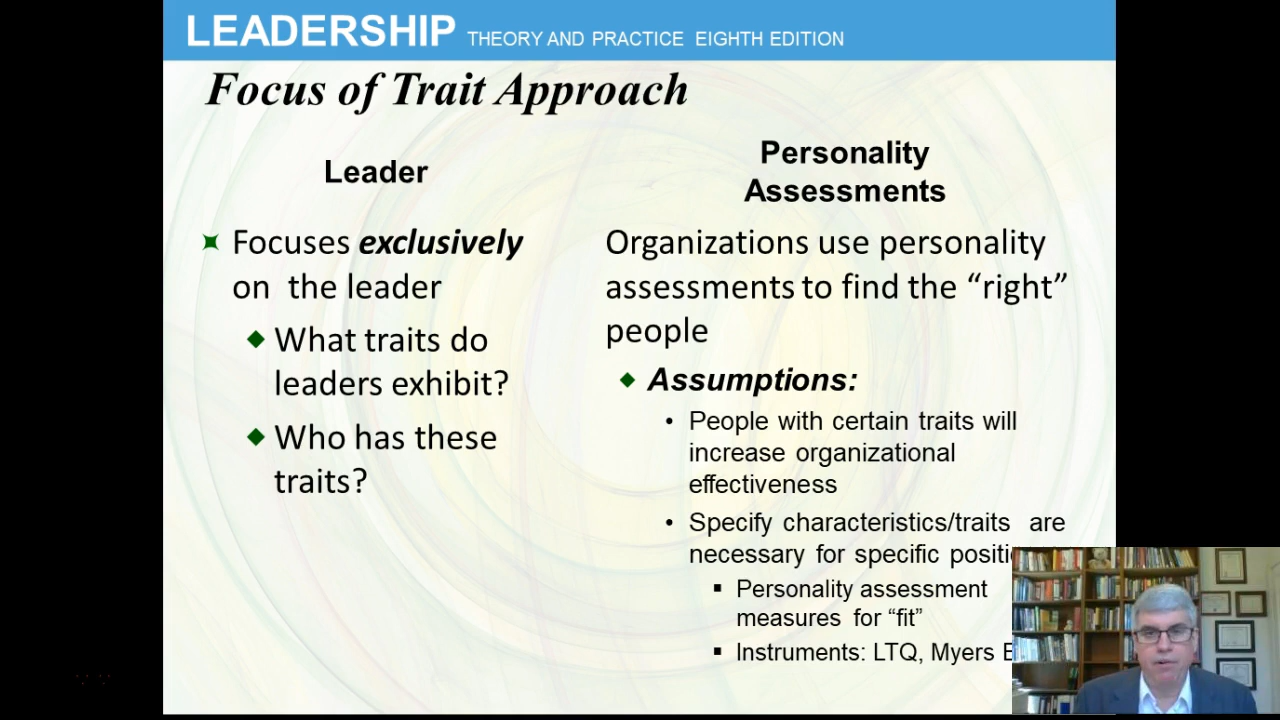 LEADERSHIP THEORY AND PRACTICE EIGHTH EDITION
Focus of Trait Approach
Leader
Focuses exclusively
on the leader
What traits do
leaders exhibit?
Who has these
traits?
Personality
Assessments
Organizations use personality
assessments to find the “right”
people
Assumptions:
People with certain traits will
increase organizational
effectiveness
Specify characteristics/traits are
necessary for specific
Personality assessment
measures for “fit”
Instruments: LTQ, Myers